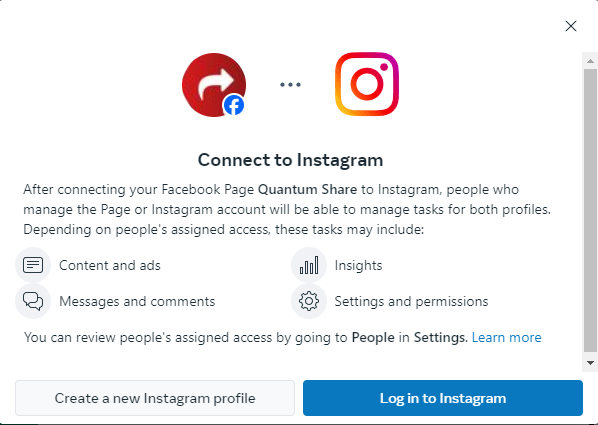 Connect to Instagram
After connecting your Facebook Page Quantum Share to Instagram, people who
manage the Page or Instagram account will be able to manage tasks for both profiles.
Depending on people's assigned access, these tasks may include:
Content and ads
Insights
Messages and comments
Settings and permissions
You can review people's assigned access by going to People in Settings. Learn more
Create a new Instagram profile
Log in to Instagram